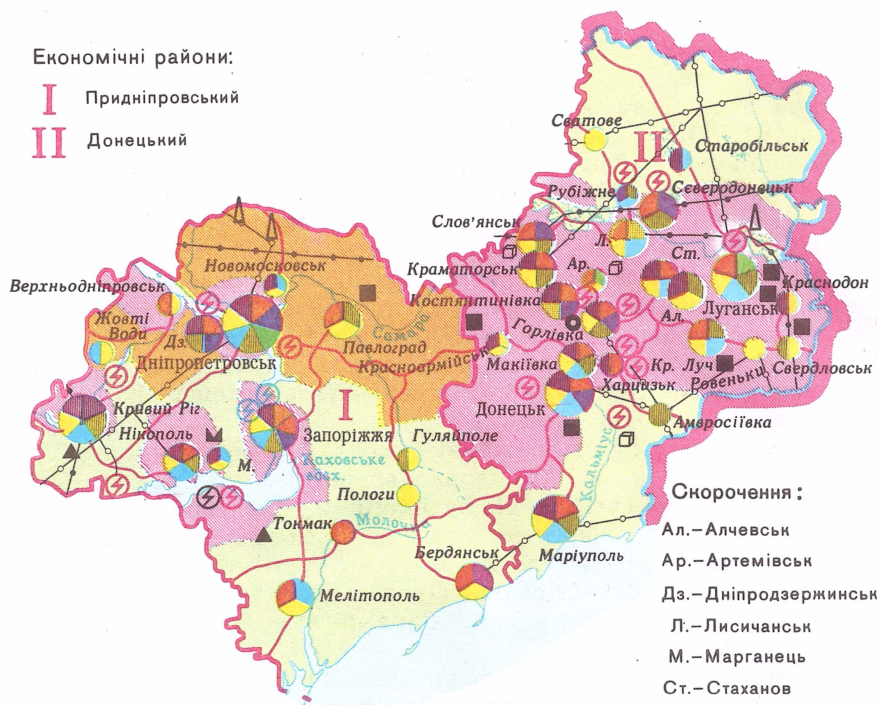 Економічні райони:
I Придніпровський
II Донецький
Сватове
II
Старобільськ
Рубіжне
Сєверодонецьк
Слов'янськ
Л.
Ст.
Краматорськ
Ар.
Новомосковськ
Верхньодніпровськ
Костянтинівка
Луганськ
Краснодон
Жовті
Води
Дз.
Самара
Павлоград
Горлівка
Ал.
Дніпропетровськ
Красноармійськ
Макіївка
Кр. Луч
Ровеньки
Свердловськ
Харцизьк
Донецьк
I
Кривий Ріг
Нікополь
Запоріжжя
Гуляйполе
Амвросіївка
М.
Каховське
восх.
Кальміус
Пологи
Токмак
Молочна
Бердянськ
Маріуполь
Мелітополь
Скорочення:
Ал.–Алчевськ
Ар.–Артемівськ
Дз.–Дніпродзержинськ
Л.–Лисичанськ
М.–Марганець
Ст.–Стаханов